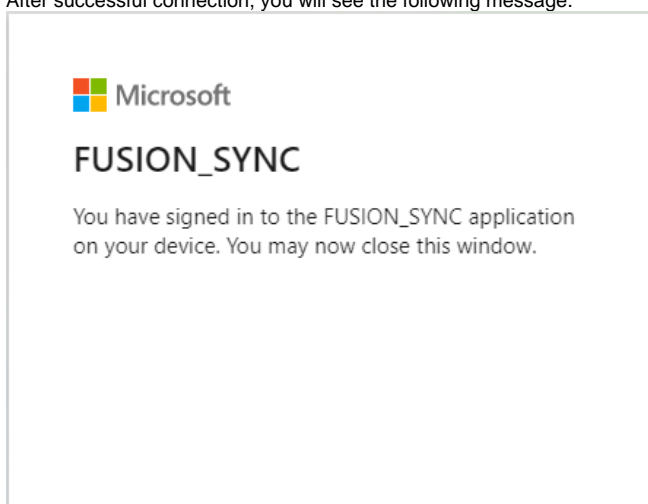 After successful connection, you will see the following message:
Microsoft
FUSION_SYNC
You have signed in to the FUSION_SYNC application
on your device. You may now close this window.